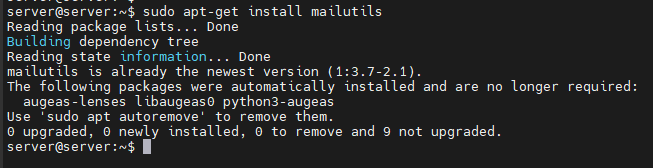 server@server:~$ sudo apt-get install mailutils
Reading package lists... Done
Building dependency tree
Reading state information... Done
mailutils is already the newest version (1:3.7-2.1).
The following packages were automatically installed and are no longer required:
  augeas-lenses libaugeas0 python3-augeas
Use 'sudo apt autoremove' to remove them.
0 upgraded, 0 newly installed, 0 to remove and 9 not upgraded.
server@server:~$